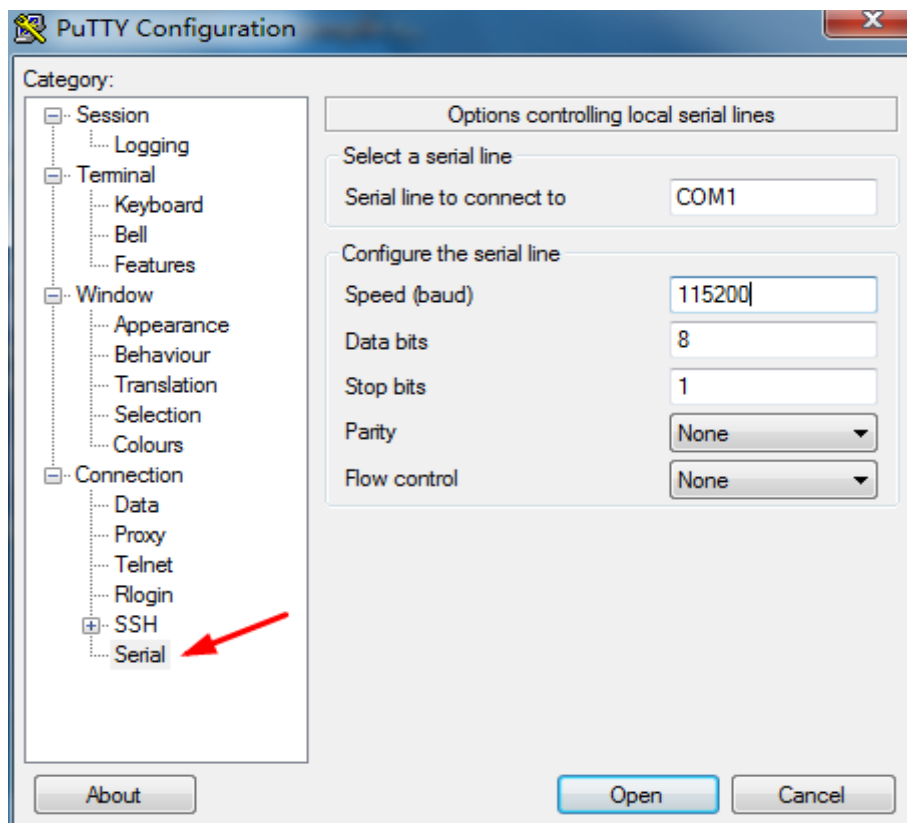 PuTTY Configuration
Category:
Session
Logging
Terminal
Keyboard
Bell
Features
Window
Appearance
Behaviour
Translation
Selection
Colours
Connection
Data
Proxy
Telnet
Rlogin
SSH
Serial
Options controlling local serial lines
Select a serial line
Serial line to connect to COM1
Configure the serial line
Speed (baud) 115200
Data bits 8
Stop bits 1
Parity None
Flow control None
About Open Cancel